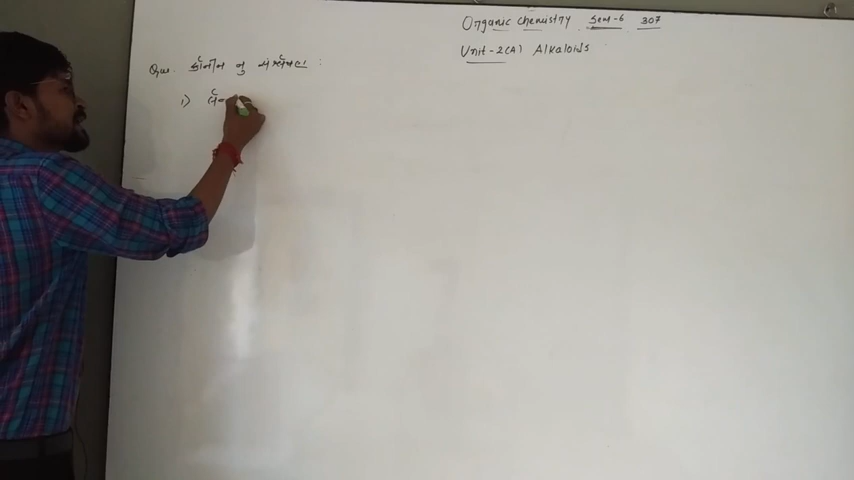 Organic chemistry Sem-6 307
Unit-2(A) Alkaloids
Que. કોનીન નું સંશ્લેષણ :
1)